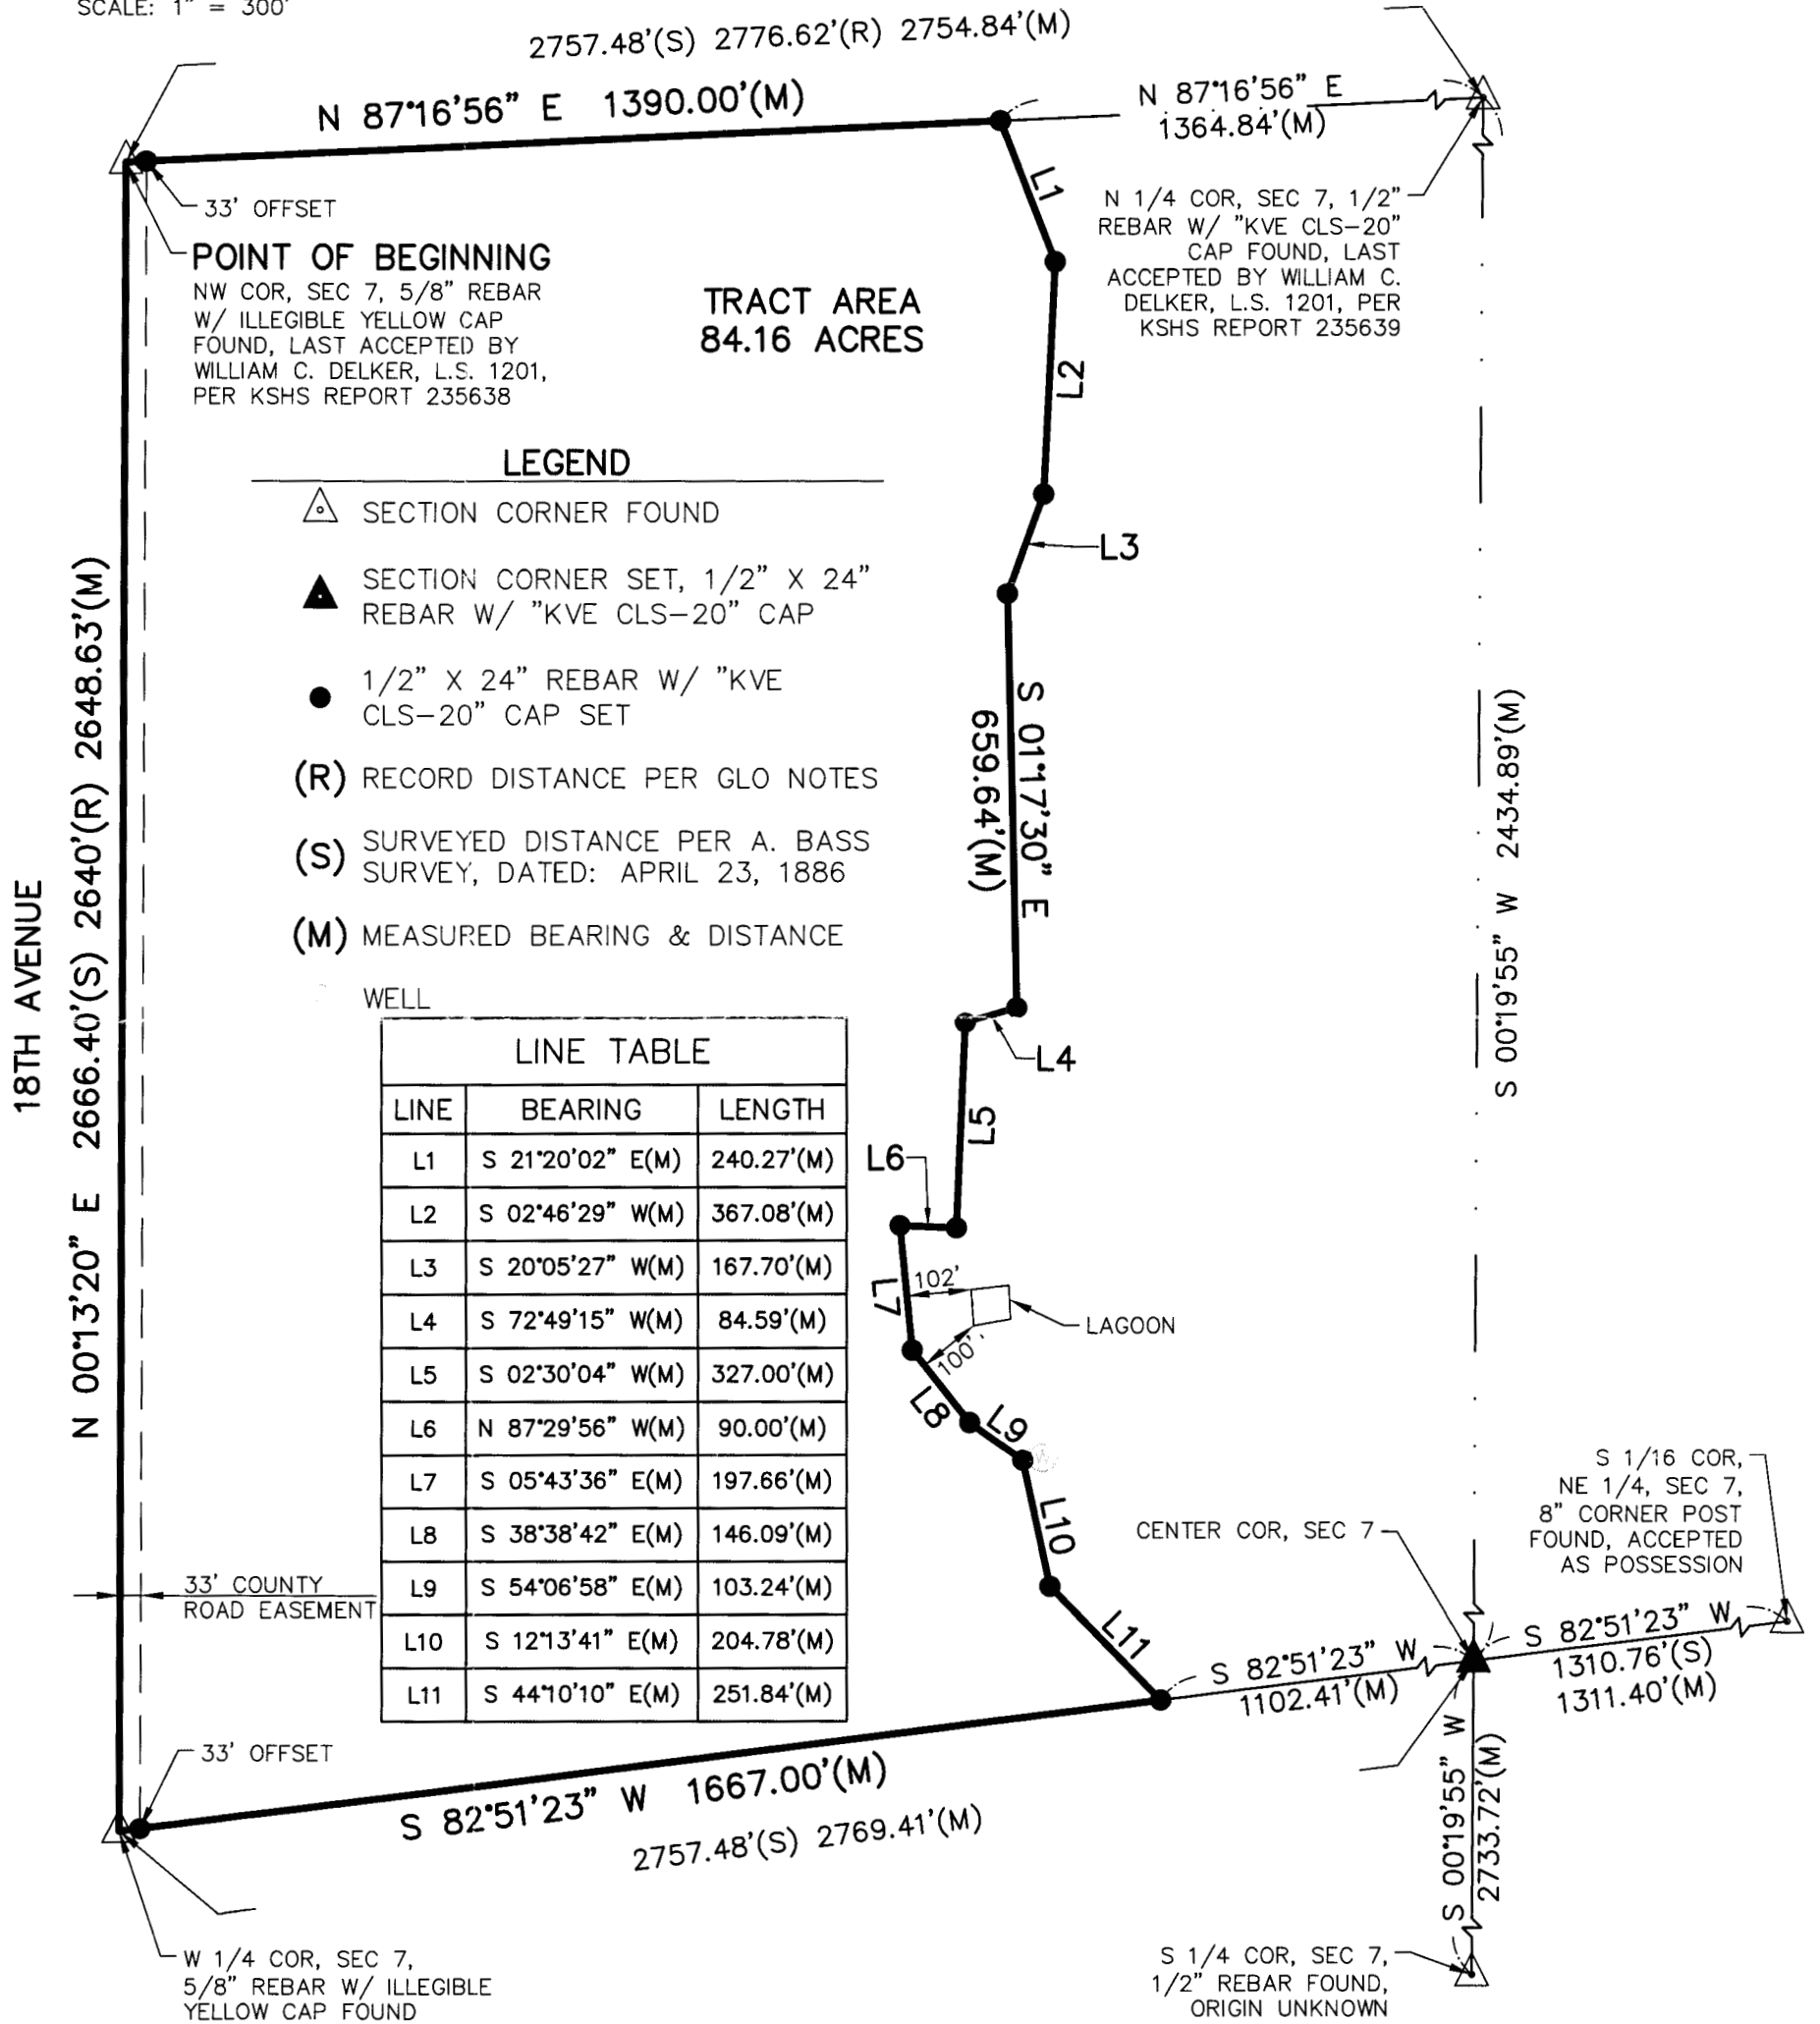 SCALE: 1" = 300'
2757.48'(S) 2776.62'(R) 2754.84'(M)
N 87°16'56" E 1390.00'(M)
N 87°16'56" E
1364.84'(M)
33' OFFSET
POINT OF BEGINNING
NW COR, SEC 7, 5/8" REBAR
W/ ILLEGIBLE YELLOW CAP
FOUND, LAST ACCEPTED BY
WILLIAM C. DELKER, L.S. 1201,
PER KSHS REPORT 235638
TRACT AREA
84.16 ACRES
N 1/4 COR, SEC 7, 1/2"
REBAR W/ "KVE CLS-20"
CAP FOUND, LAST
ACCEPTED BY WILLIAM C.
DELKER, L.S. 1201, PER
KSHS REPORT 235639
L1
L2
L3
LEGEND
SECTION CORNER FOUND
SECTION CORNER SET, 1/2" X 24"
REBAR W/ "KVE CLS-20" CAP
1/2" X 24" REBAR W/ "KVE
CLS-20" CAP SET
(R) RECORD DISTANCE PER GLO NOTES
(S) SURVEYED DISTANCE PER A. BASS
SURVEY, DATED: APRIL 23, 1886
(M) MEASURED BEARING & DISTANCE
WELL
18TH AVENUE
N 00°13'20" E 2666.40'(S) 2640'(R) 2648.63'(M)
S 01°17'30" E
659.64'(M)
S 00°19'55" W 2434.89'(M)
L4
L5
L6
L7
102'
100'
LAGOON
L8
L9
W
L10
L11
LINE TABLE
LINE BEARING LENGTH
L1 S 21°20'02" E(M) 240.27'(M)
L2 S 02°46'29" W(M) 367.08'(M)
L3 S 20°05'27" W(M) 167.70'(M)
L4 S 72°49'15" W(M) 84.59'(M)
L5 S 02°30'04" W(M) 327.00'(M)
L6 N 87°29'56" W(M) 90.00'(M)
L7 S 05°43'36" E(M) 197.66'(M)
L8 S 38°38'42" E(M) 146.09'(M)
L9 S 54°06'58" E(M) 103.24'(M)
L10 S 12°13'41" E(M) 204.78'(M)
L11 S 44°10'10" E(M) 251.84'(M)
33' COUNTY
ROAD EASEMENT
CENTER COR, SEC 7
S 1/16 COR,
NE 1/4, SEC 7,
8" CORNER POST
FOUND, ACCEPTED
AS POSSESSION
S 82°51'23" W
1102.41'(M)
S 82°51'23" W
1310.76'(S)
1311.40'(M)
33' OFFSET
S 82°51'23" W 1667.00'(M)
2757.48'(S) 2769.41'(M)
S 00°19'55" W
2733.72'(M)
W 1/4 COR, SEC 7,
5/8" REBAR W/ ILLEGIBLE
YELLOW CAP FOUND
S 1/4 COR, SEC 7,
1/2" REBAR FOUND,
ORIGIN UNKNOWN